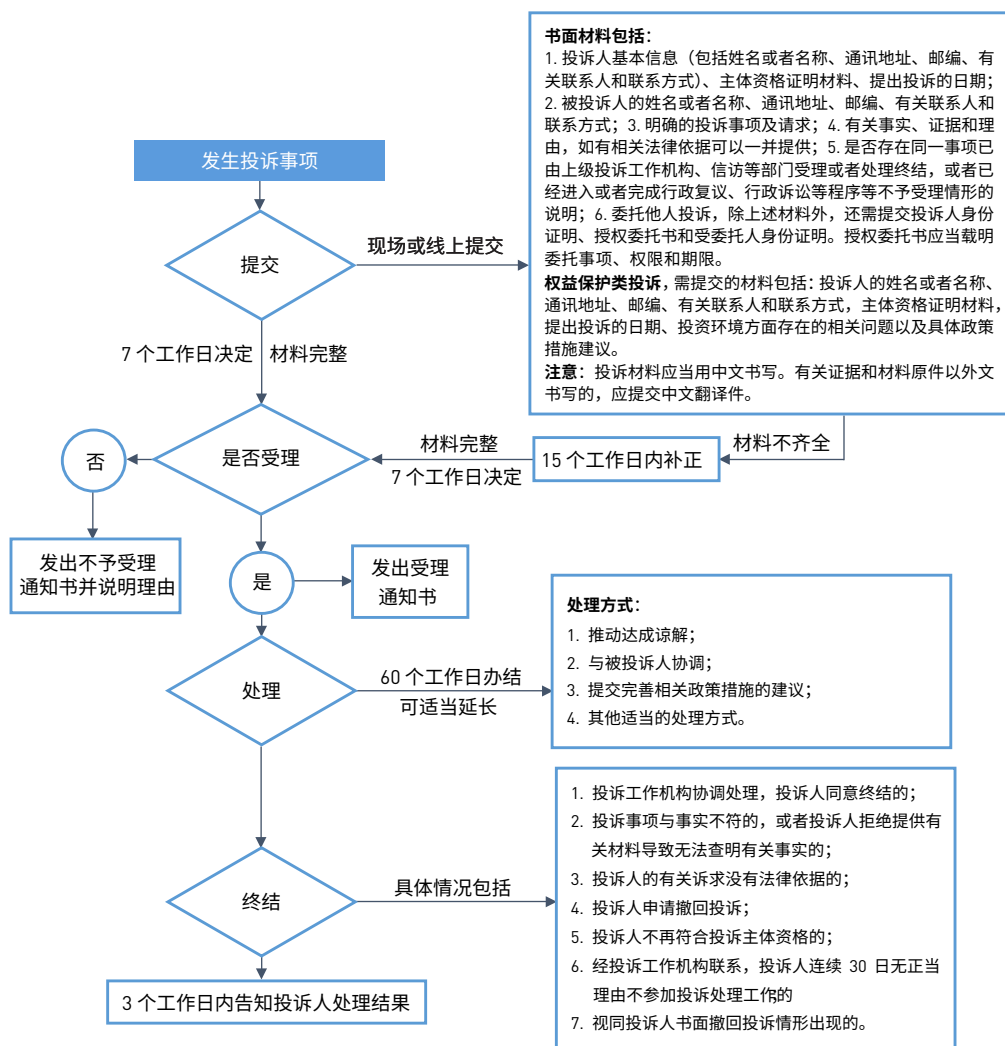 发生投诉事项
提交
现场或线上提交
书面材料包括：
1. 投诉人基本信息（包括姓名或者名称、通讯地址、邮编、有
关联系人和联系方式）、主体资格证明材料、提出投诉的日期；
2. 被投诉人的姓名或者名称、通讯地址、邮编、有关联系人和
联系方式；3. 明确的投诉事项及请求；4. 有关事实、证据和理
由，如有相关法律依据可以一并提供；5. 是否存在同一事项已
由上级投诉工作机构、信访等部门受理或者处理终结，或者已
经进入或者完成行政复议、行政诉讼等程序等不予受理情形的
说明；6. 委托他人投诉，除上述材料外，还需提交投诉人身份
证明、授权委托书和受委托人身份证明。授权委托书应当载明
委托事项、权限和期限。
权益保护类投诉，需提交的材料包括：投诉人的姓名或者名称、
通讯地址、邮编、有关联系人和联系方式，主体资格证明材料，
提出投诉的日期、投资环境方面存在的相关问题以及具体政策
措施建议。
注意：投诉材料应当用中文书写。有关证据和材料原件以外文
书写的，应提交中文翻译件。
7 个工作日决定
材料完整
材料不齐全
15 个工作日内补正
材料完整
7 个工作日决定
是否受理
否
发出不予受理
通知书并说明理由
是
发出受理
通知书
处理
60 个工作日办结
可适当延长
处理方式：
1. 推动达成谅解；
2. 与被投诉人协调；
3. 提交完善相关政策措施的建议；
4. 其他适当的处理方式。
终结
具体情况包括
1. 投诉工作机构协调处理，投诉人同意终结的；
2. 投诉事项与事实不符的，或者投诉人拒绝提供有
关材料导致无法查明有关事实的；
3. 投诉人的有关诉求没有法律依据的；
4. 投诉人申请撤回投诉；
5. 投诉人不再符合投诉主体资格的；
6. 经投诉工作机构联系，投诉人连续 30 日无正当
理由不参加投诉处理工作的；
7. 视同投诉人书面撤回投诉情形出现的。
3 个工作日内告知投诉人处理结果